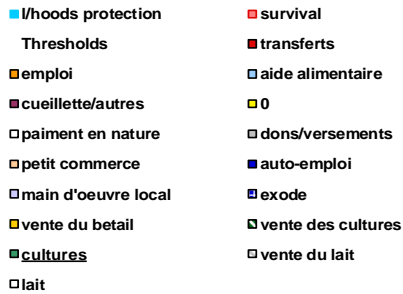 l/hoods protection survival
Thresholds transferts
emploi aide alimentaire
cueillette/autres 0
paiment en nature dons/versements
petit commerce auto-emploi
main d'oeuvre local exode
vente du betail vente des cultures
cultures vente du lait
lait